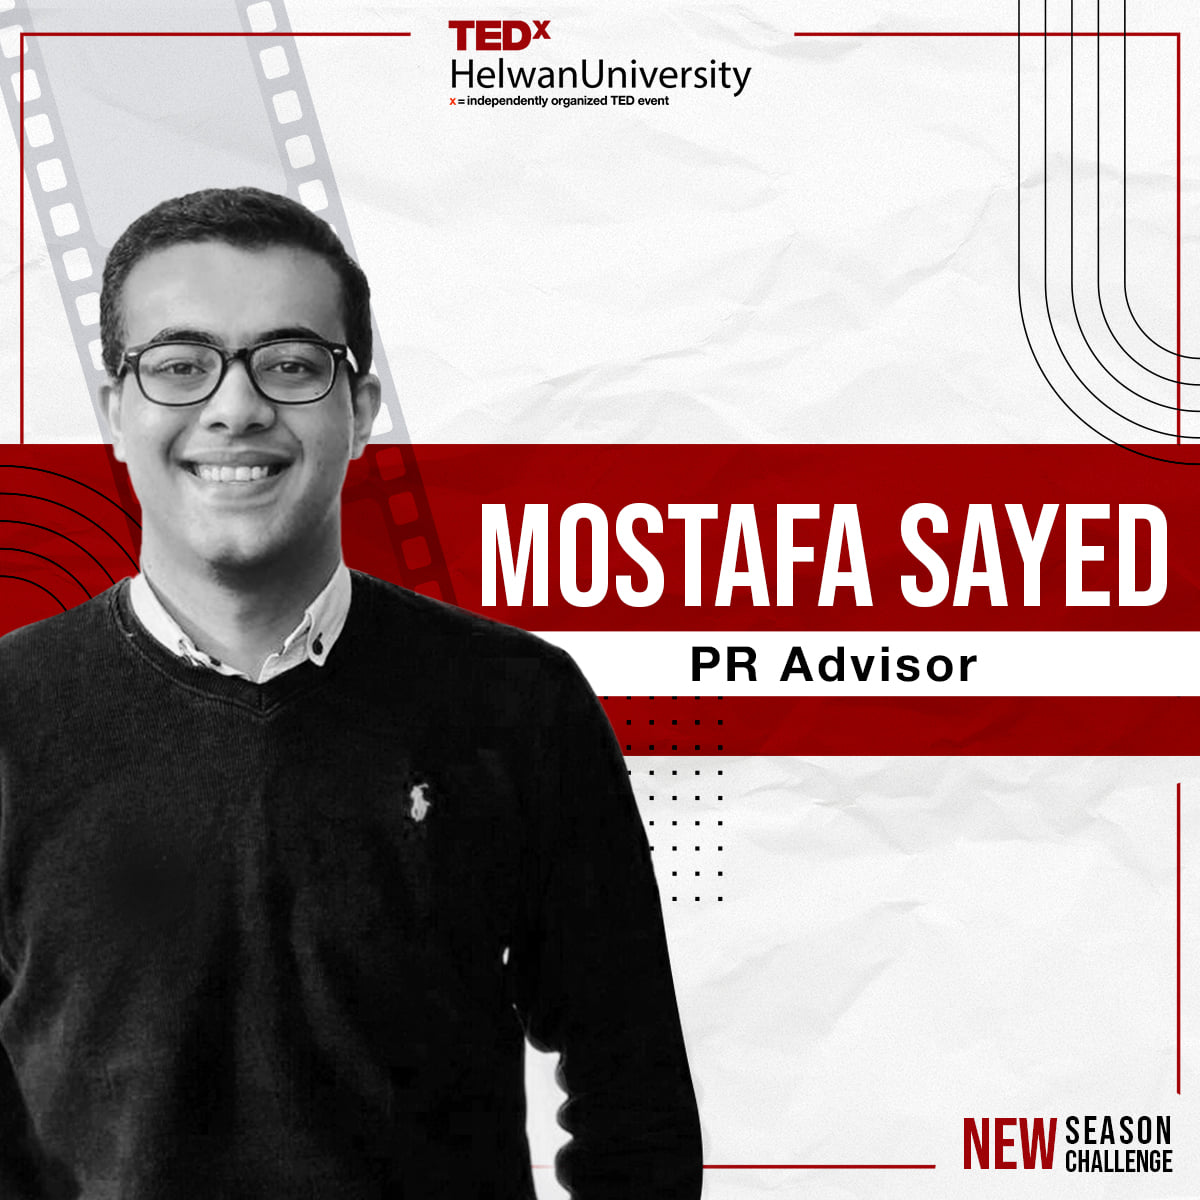 TEDx
HelwanUniversity
x = independently organized TED event
MOSTAFA SAYED
PR Advisor
NEW SEASON
CHALLENGE